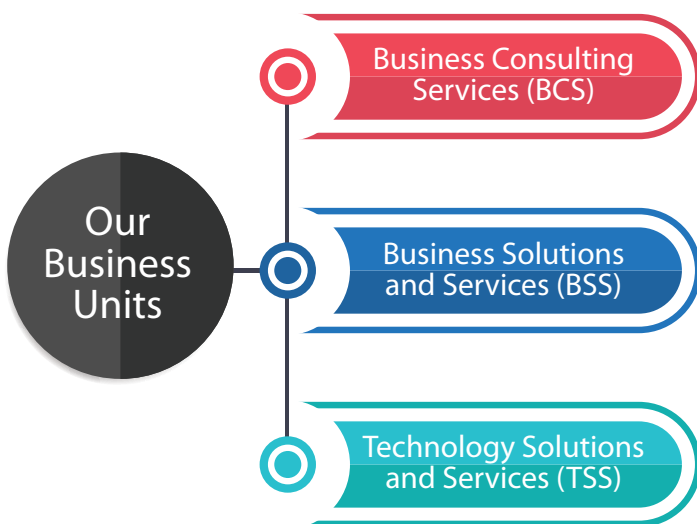 Our
Business
Units
Business Consulting
Services (BCS)
Business Solutions
and Services (BSS)
Technology Solutions
and Services (TSS)